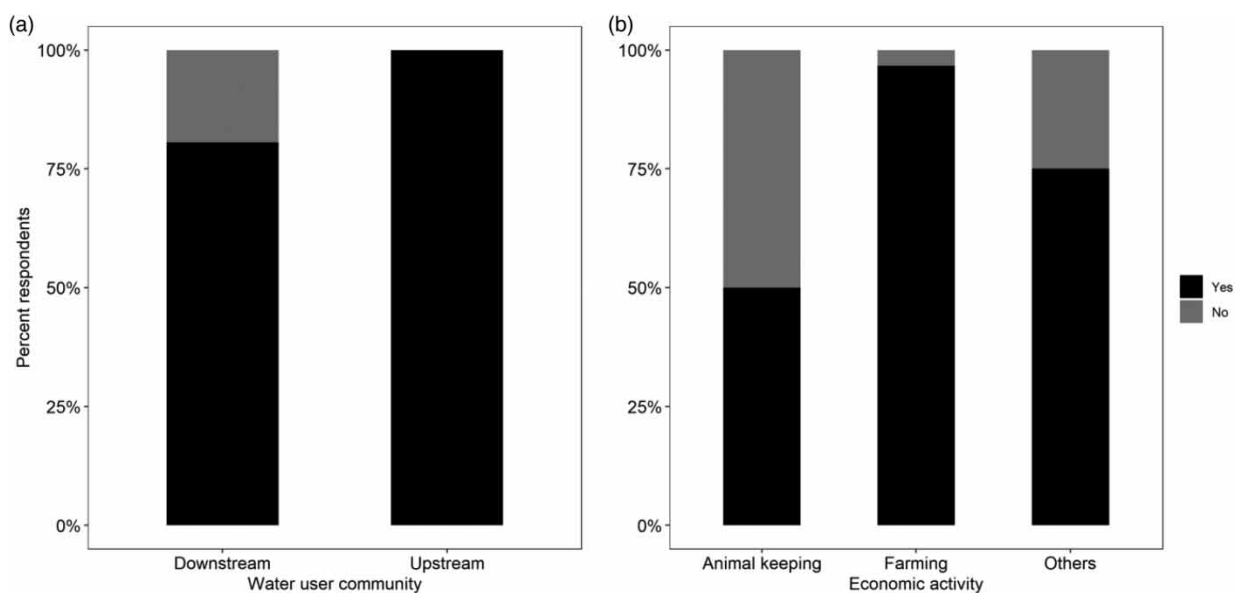 (a)
100%
75%
50%
25%
0%
Percent respondents
Downstream Upstream
Water user community
(b)
100%
75%
50%
25%
0%
Animal keeping Farming Others
Economic activity
Yes
No